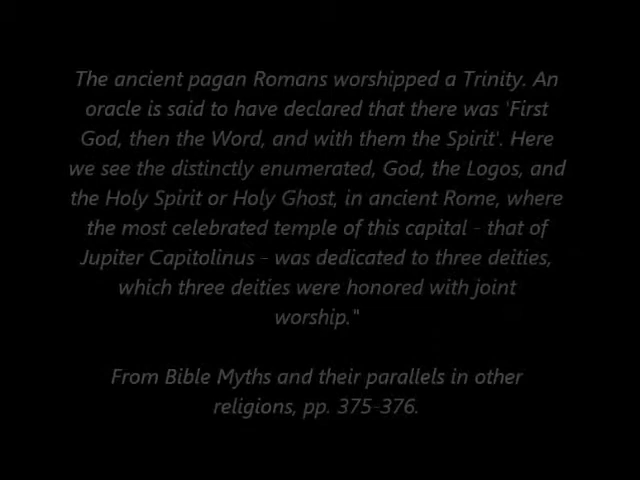 The ancient pagan Romans worshipped a Trinity. An
oracle is said to have declared that there was 'First
God, then the Word, and with them the Spirit'. Here
we see the distinctly enumerated, God, the Logos, and
the Holy Spirit or Holy Ghost, in ancient Rome, where
the most celebrated temple of this capital - that of
Jupiter Capitolinus - was dedicated to three deities,
which three deities were honored with joint
worship."
From Bible Myths and their parallels in other
religions, pp. 375-376.